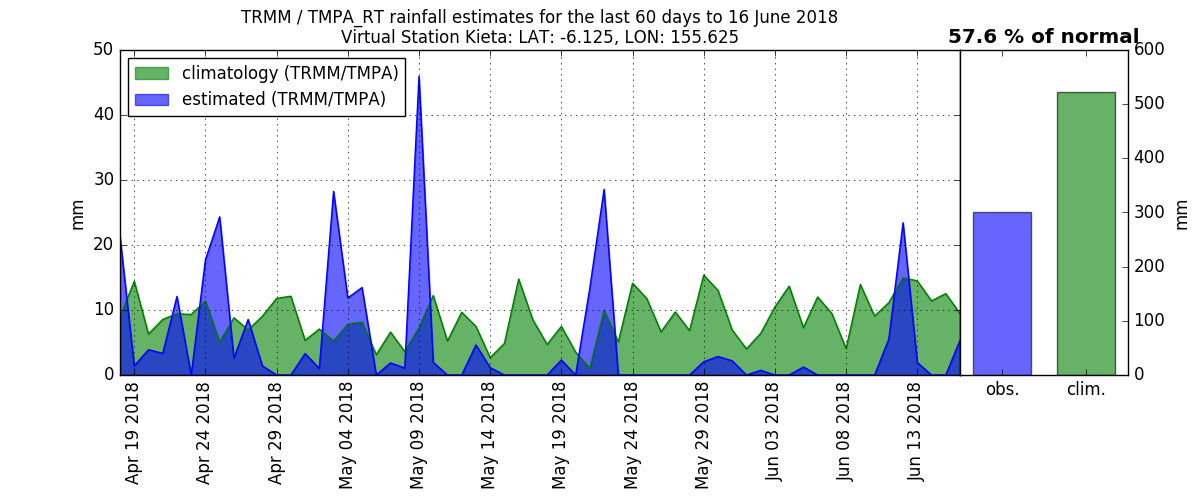 TRMM / TMPA_RT rainfall estimates for the last 60 days to 16 June 2018
Virtual Station Kieta: LAT: -6.125, LON: 155.625
57.6 % of normal
climatology (TRMM/TMPA)
estimated (TRMM/TMPA)
50
40
30
20
10
0
mm
Apr 19 2018
Apr 24 2018
Apr 29 2018
May 04 2018
May 09 2018
May 14 2018
May 19 2018
May 24 2018
May 29 2018
Jun 03 2018
Jun 08 2018
Jun 13 2018
600
500
400
300
200
100
0
mm
obs.
clim.